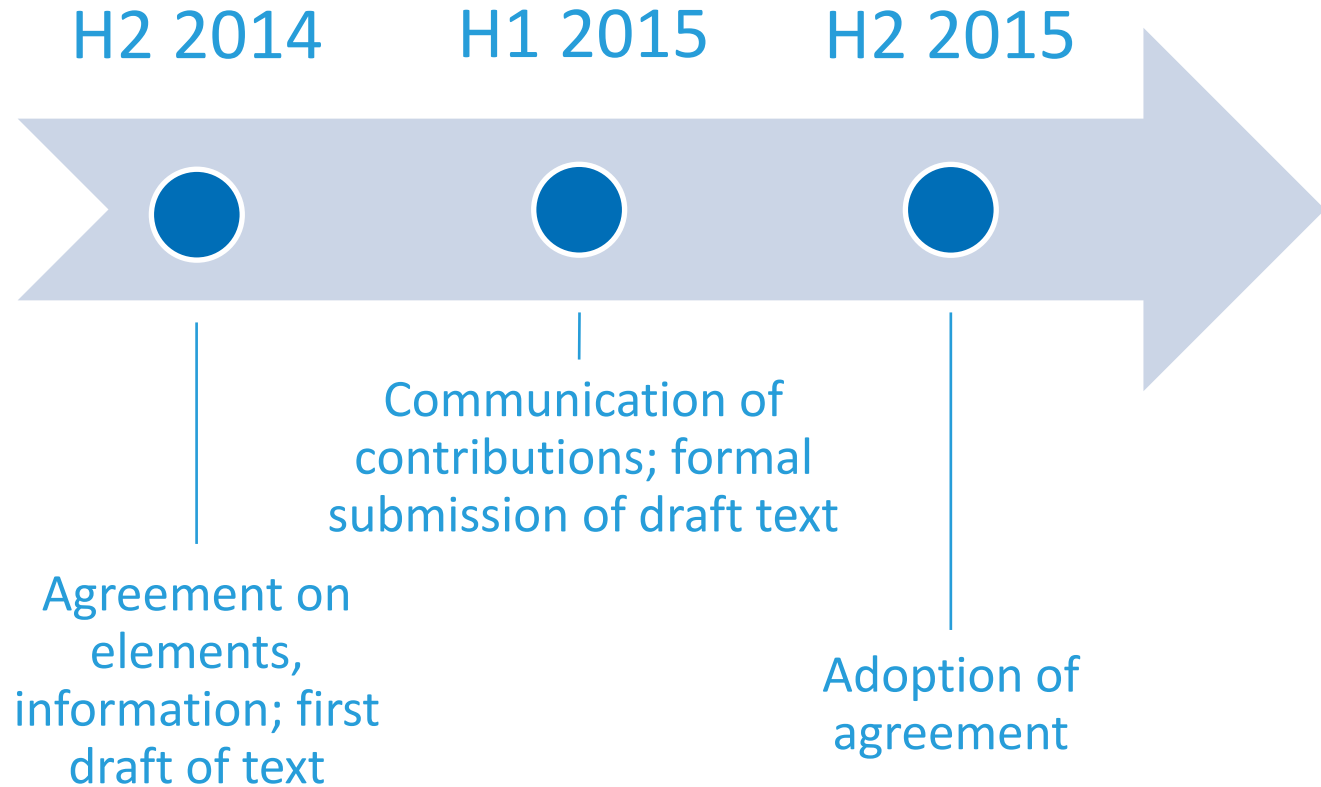 H2 2014
H1 2015
H2 2015
Communication of
contributions; formal
submission of draft text
Agreement on
elements,
information; first
draft of text
Adoption of
agreement